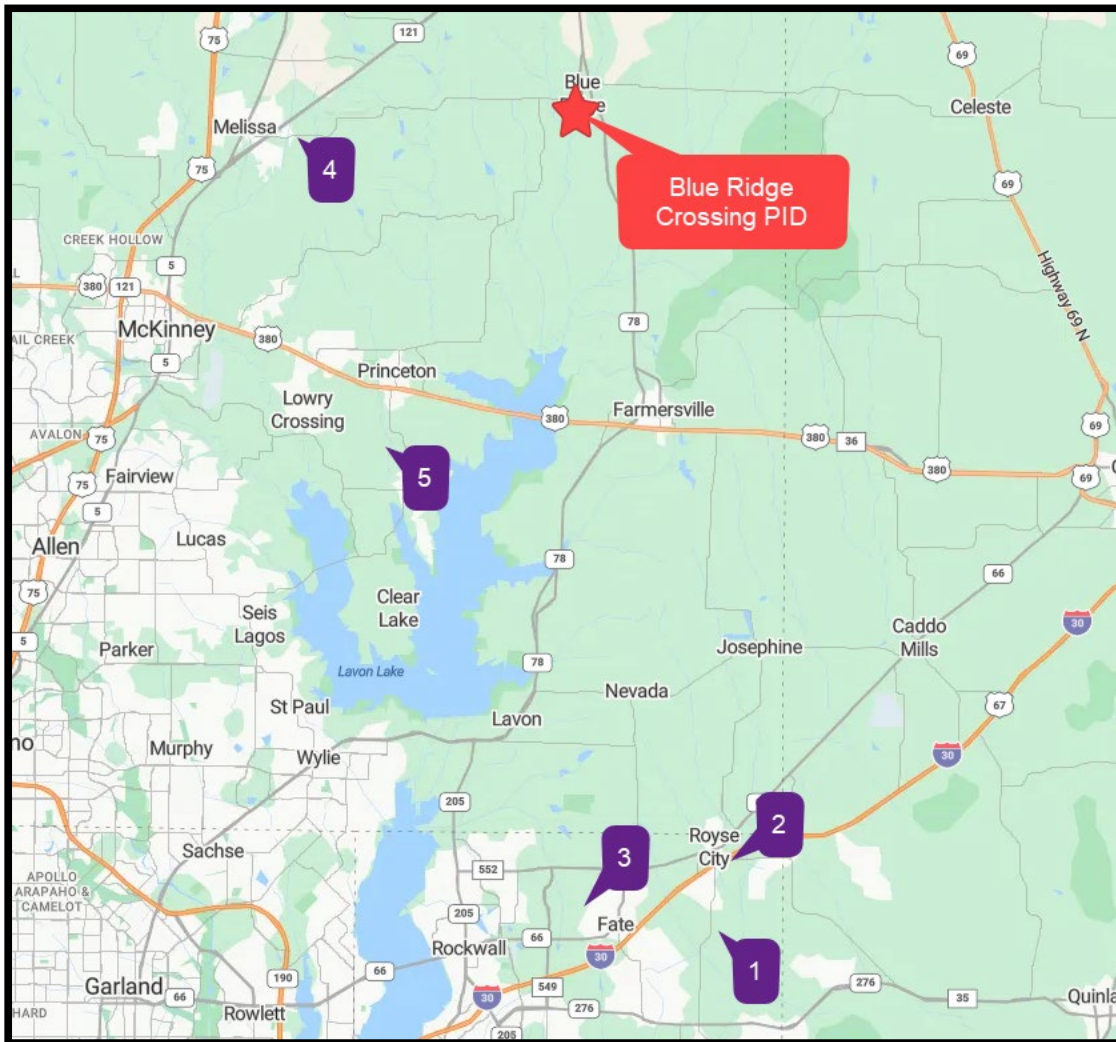 75
121
69
Blue
Celeste
Melissa
4
75
Blue Ridge
Crossing PID
69
CREEK HOLLOW
5
Highway 69 N
380
121
McKinney
78
380
5
Princeton
Lowry
Crossing
Farmersville
380
69
AVALON
75
380
36
380
Fairview
75
5
69
5
Allen
Lucas
78
66
75
Clear
Lake
Seis
Lagos
Caddo
Mills
30
5
Parker
Josephine
78
Lavon Lake
Nevada
St Paul
67
Lavon
Murphy
Wylie
30
205
2
Royse
City
Sachse
3
552
APOLLO
ARAPAHO &
CAMELOT
205
Fate
66
Rockwall
30
1
66
190
Garland
66
549
276
35
Rowlett
30
276
205